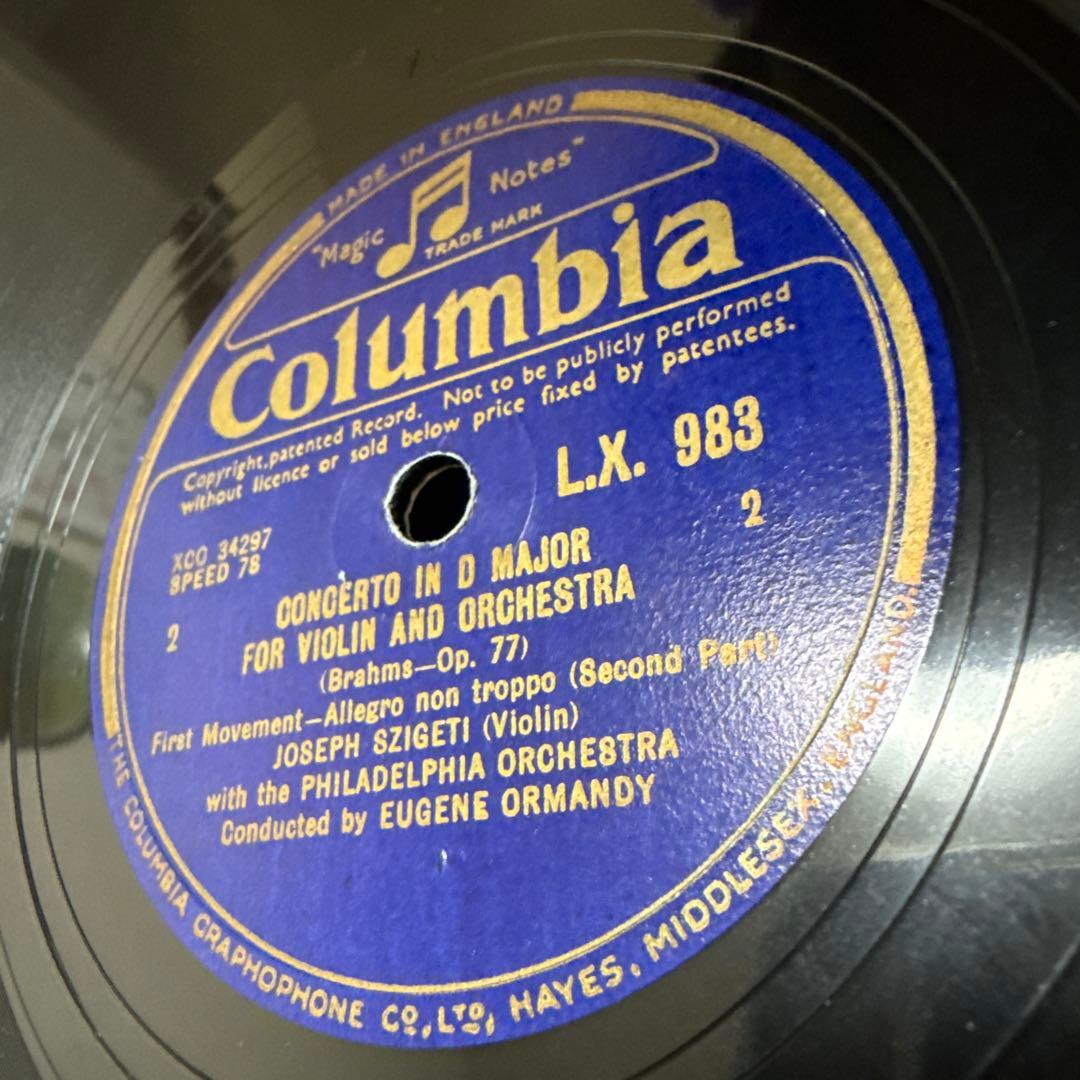 MADE IN ENGLAND
"Magic Notes"
TRADE MARK
Columbia
Copyright, patented Record. Not to be publicly performed
without licence or sold below price fixed by patentees.
L.X. 983
2
XCO 34297
SPEED 78
2
CONCERTO IN D MAJOR
FOR VIOLIN AND ORCHESTRA
(Brahms—Op. 77)
First Movement—Allegro non troppo (Second Part)
JOSEPH SZIGETI (Violin)
with the PHILADELPHIA ORCHESTRA
Conducted by EUGENE ORMANDY
THE COLUMBIA GRAPHOPHONE CO, LTD, HAYES. MIDDLESEX. ENGLAND.